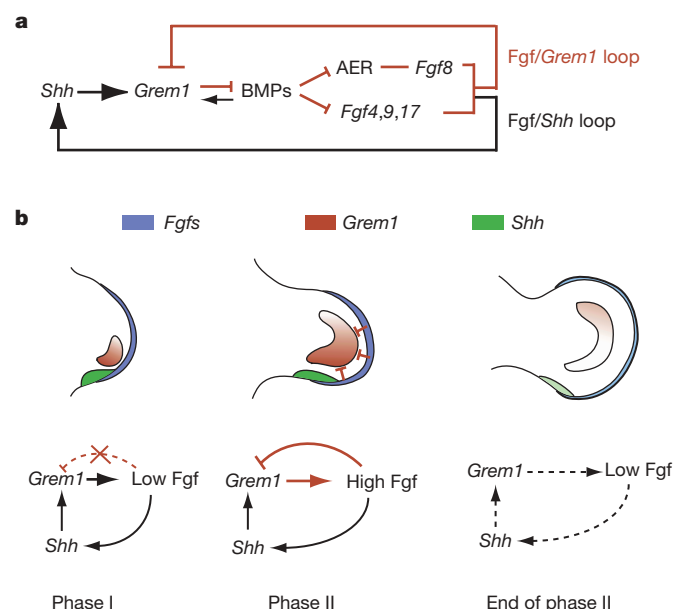 a
Fgf/Grem1 loop
AER Fgf8
Shh Grem1 BMPs
Fgf4,9,17
Fgf/Shh loop
b
Fgfs Grem1 Shh
Grem1 Low Fgf
Shh
Phase I
Grem1 High Fgf
Shh
Phase II
Grem1 Low Fgf
Shh
End of phase II